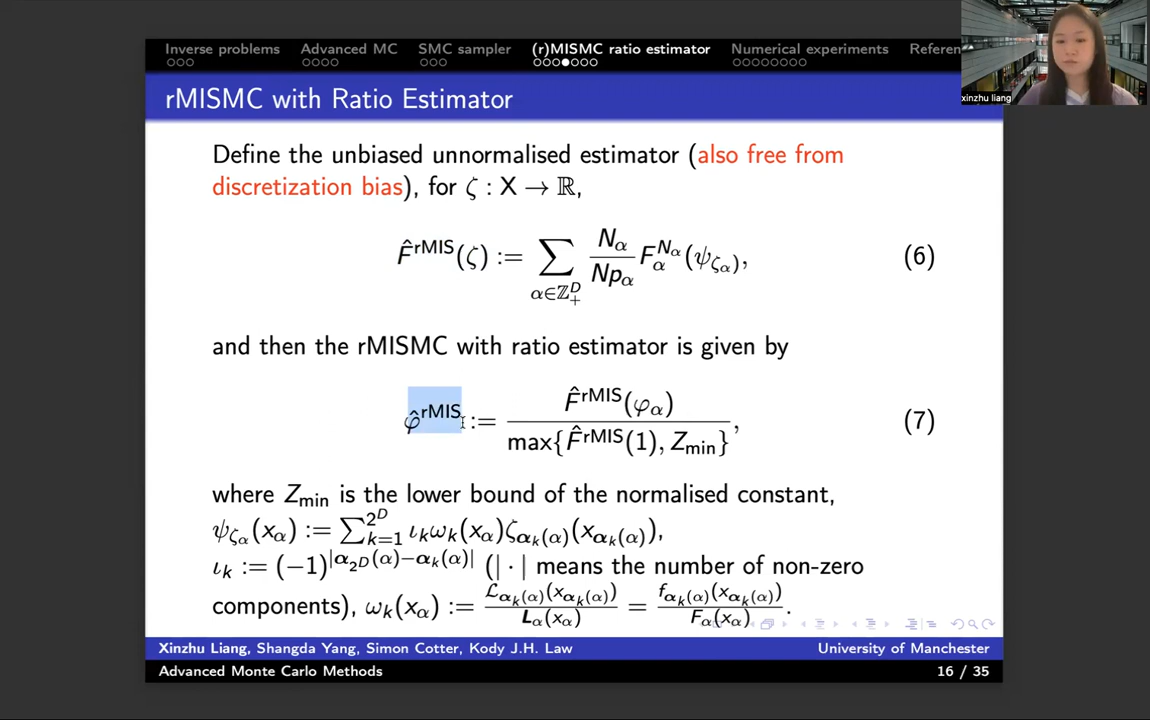 Inverse problems Advanced MC SMC sampler (r)MISMC ratio estimator Numerical experiments Referen
xinzhu liang
rMISMC with Ratio Estimator
Define the unbiased unnormalised estimator (also free from
discretization bias), for ζ : X → ℝ,
F̂^rMIS(ζ) := ∑_{α∈ℤ₊^D} N_α / Np_α F_α^{N_α}(ψ_{ζ_α}), (6)
and then the rMISMC with ratio estimator is given by
φ̂^rMIS := F̂^rMIS(φ_α) / max{F̂^rMIS(1), Z_min}, (7)
where Z_min is the lower bound of the normalised constant,
ψ_{ζ_α}(x_α) := ∑_{k=1}^{2^D} ι_k ω_k(x_α) ζ_{α_k(α)}(x_{α_k(α)}),
ι_k := (−1)^{|α_{2^D}(α)−α_k(α)|} (| · | means the number of non-zero
components), ω_k(x_α) := ℒ_{α_k(α)}(x_{α_k(α)}) / L_α(x_α) = f_{α_k(α)}(x_{α_k(α)}) / F_α(x_α).
Xinzhu Liang, Shangda Yang, Simon Cotter, Kody J.H. Law University of Manchester
Advanced Monte Carlo Methods 16 / 35